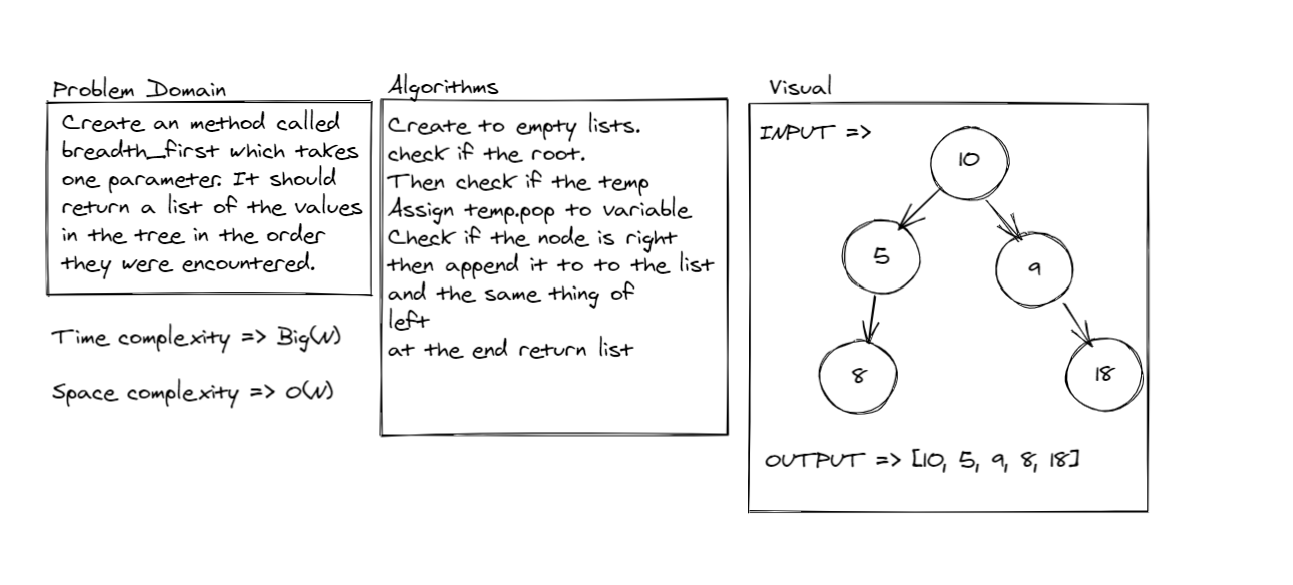 Problem Domain
Create an method called
breadth_first which takes
one parameter. It should
return a list of the values
in the tree in the order
they were encountered.
Time complexity => Big(N)
Space complexity => O(N)
Algorithms
Create to empty lists.
check if the root.
Then check if the temp
Assign temp.pop to variable
Check if the node is right
then append it to to the list
and the same thing of
left
at the end return list
Visual
INPUT =>
10
5
9
8
18
OUTPUT => [10, 5, 9, 8, 18]